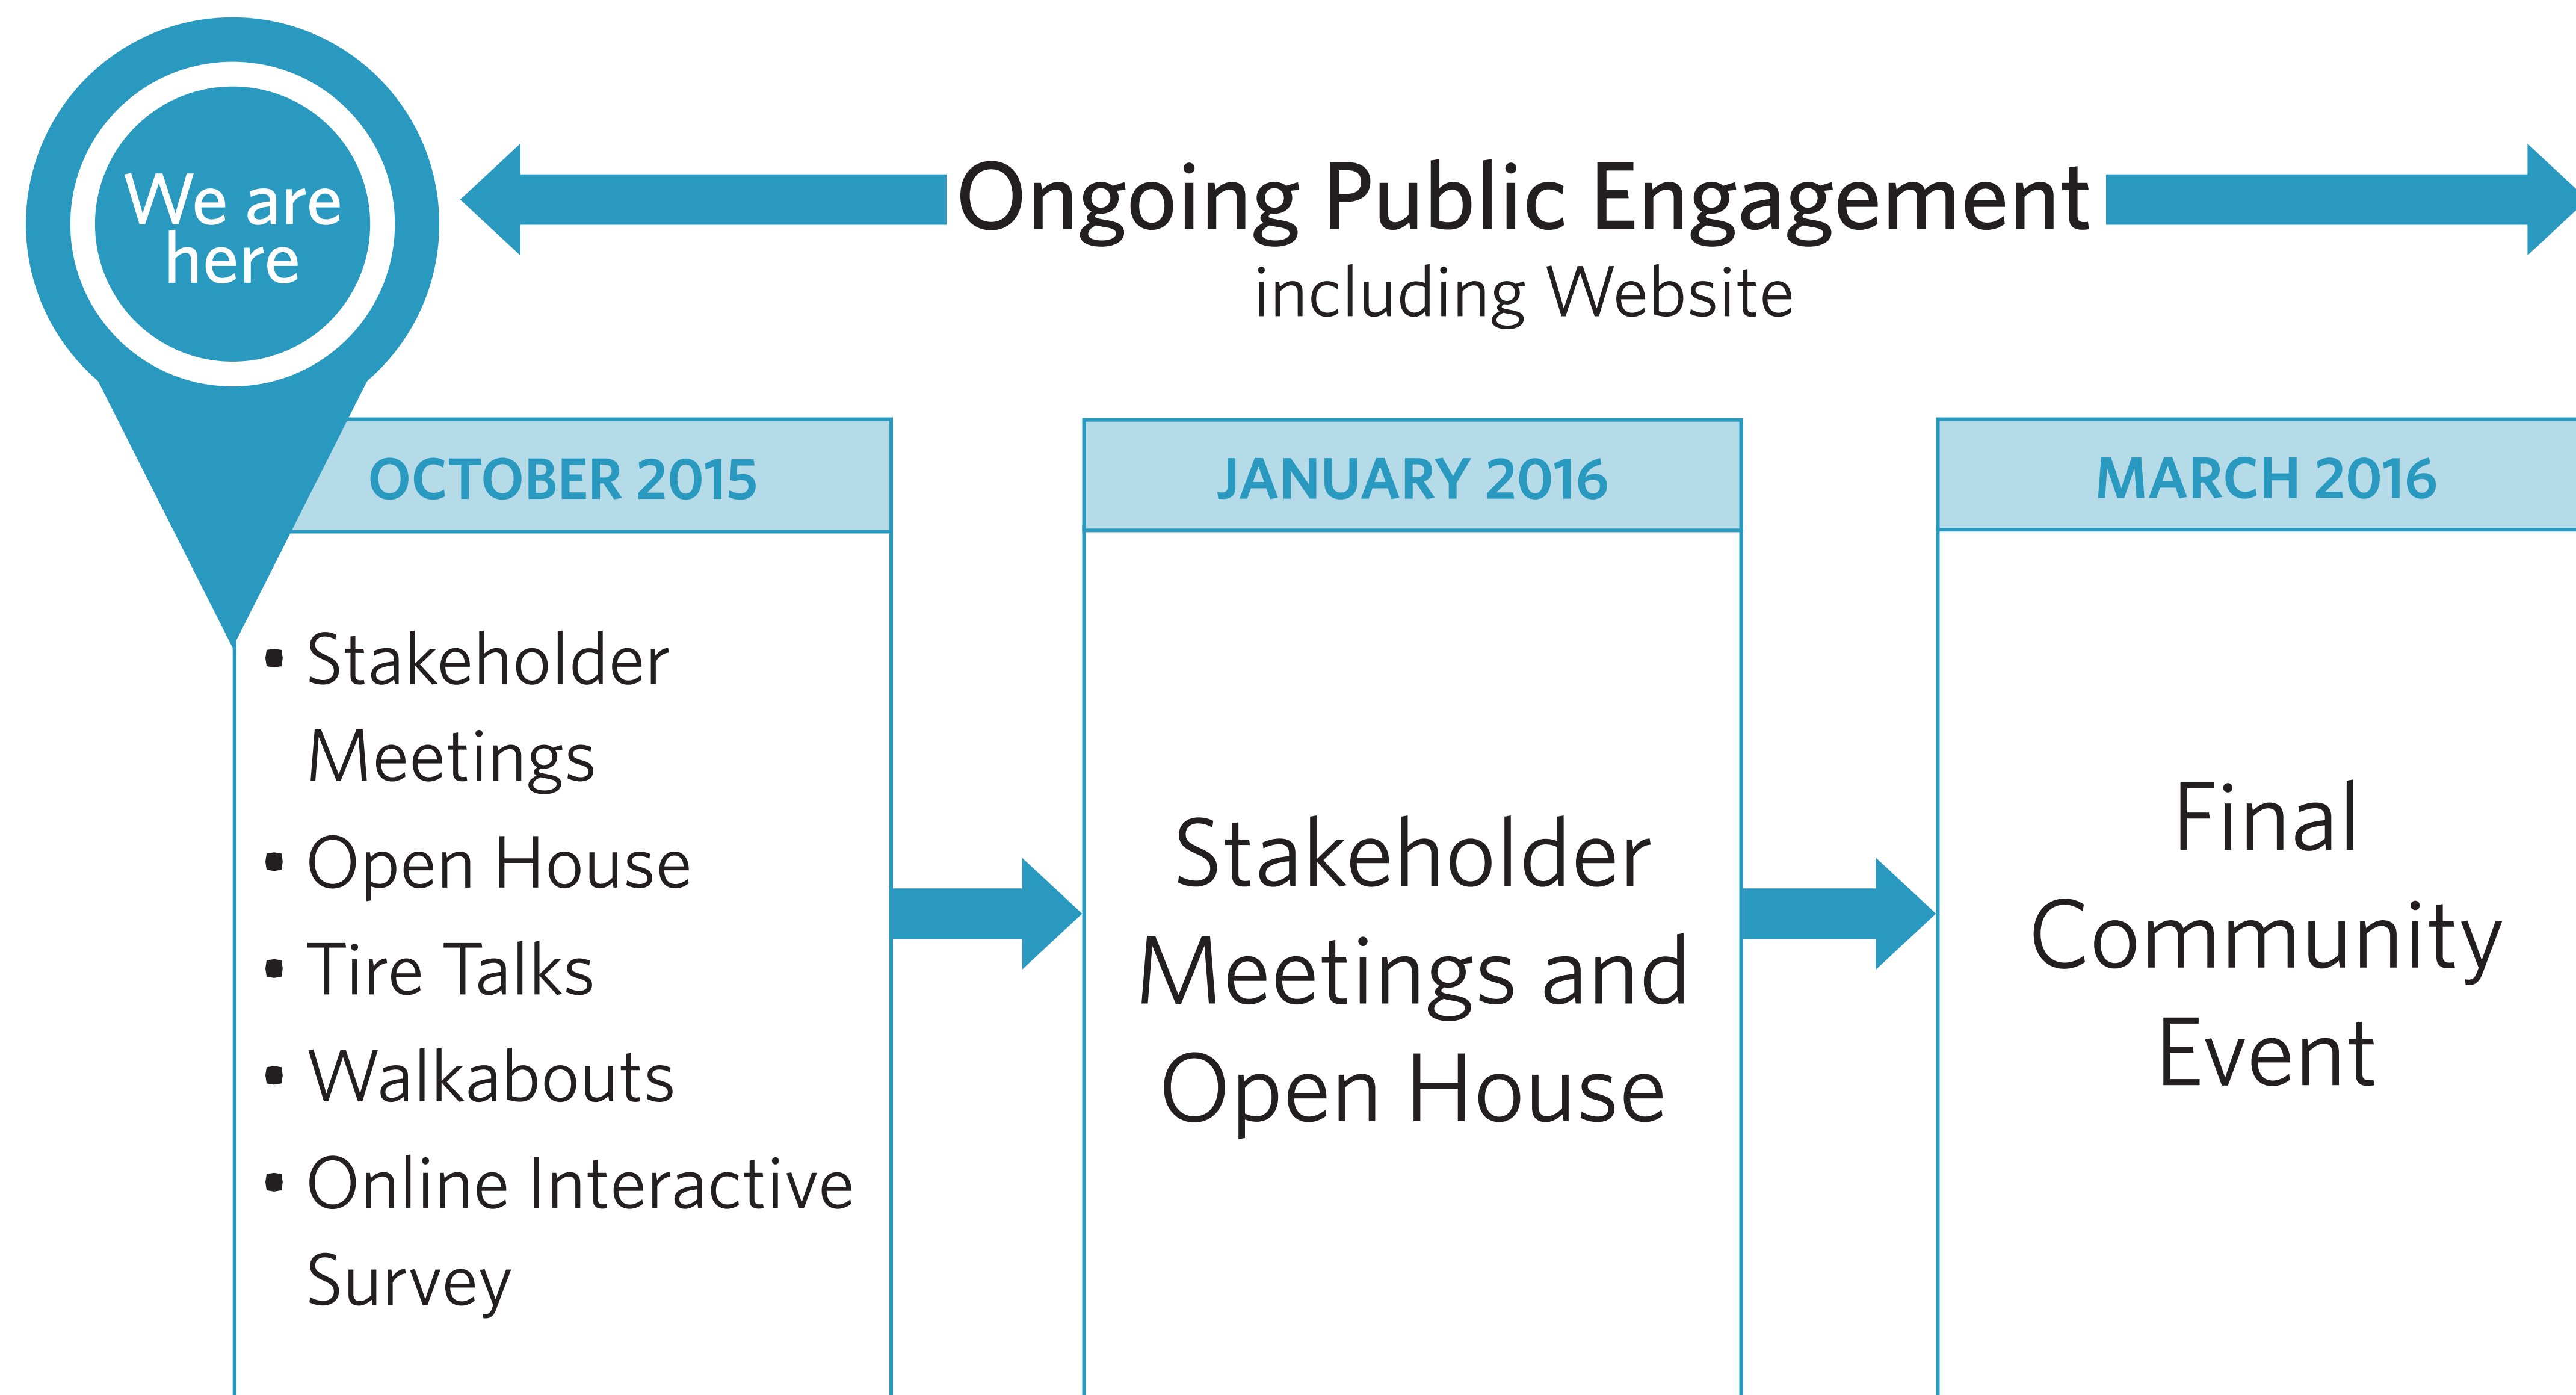 We are
here
Ongoing Public Engagement
including Website
OCTOBER 2015
• Stakeholder
Meetings
• Open House
• Tire Talks
• Walkabouts
• Online Interactive
Survey
JANUARY 2016
Stakeholder
Meetings and
Open House
MARCH 2016
Final
Community
Event